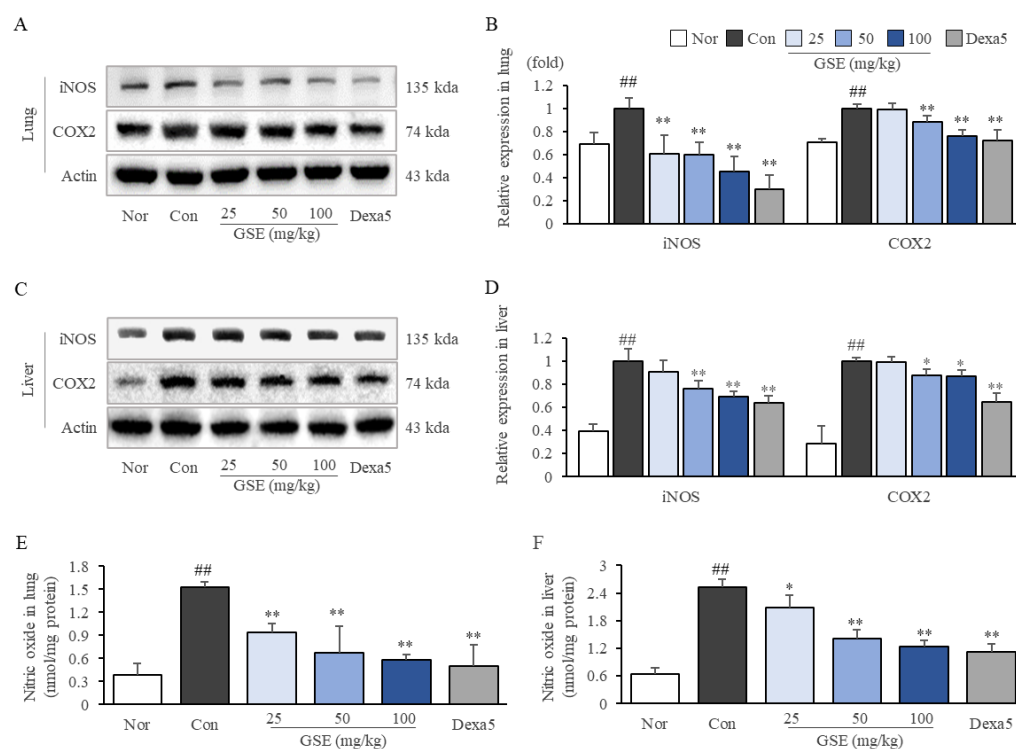 A
iNOS 135 kda
COX2 74 kda
Actin 43 kda
Lung
Nor Con 25 50 100 Dexa5
GSE (mg/kg)
B
Nor Con 25 50 100 Dexa5
GSE (mg/kg)
(fold)
Relative expression in lung
1.2
1
0.8
0.6
0.4
0.2
0
## ** ** ** **
## ** ** **
iNOS COX2
C
iNOS 135 kda
COX2 74 kda
Actin 43 kda
Liver
Nor Con 25 50 100 Dexa5
GSE (mg/kg)
D
Relative expression in liver
1.2
1
0.8
0.6
0.4
0.2
0
## ** ** **
## * * **
iNOS COX2
E
Nitric oxide in lung
(nmol/mg protein)
1.8
1.5
1.2
0.9
0.6
0.3
0
## ** ** ** **
Nor Con 25 50 100 Dexa5
GSE (mg/kg)
F
Nitric oxide in liver
(nmol/mg protein)
3
2.4
1.8
1.2
0.6
0
## * ** ** **
Nor Con 25 50 100 Dexa5
GSE (mg/kg)